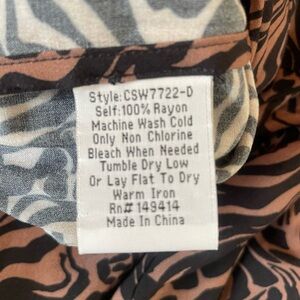 Style:CSW7722-D
Self:100% Rayon
Machine Wash Cold
Only Non Chlorine
Bleach When Needed
Tumble Dry Low
Or Lay Flat To Dry
Warm Iron
Rn# 149414
Made In China